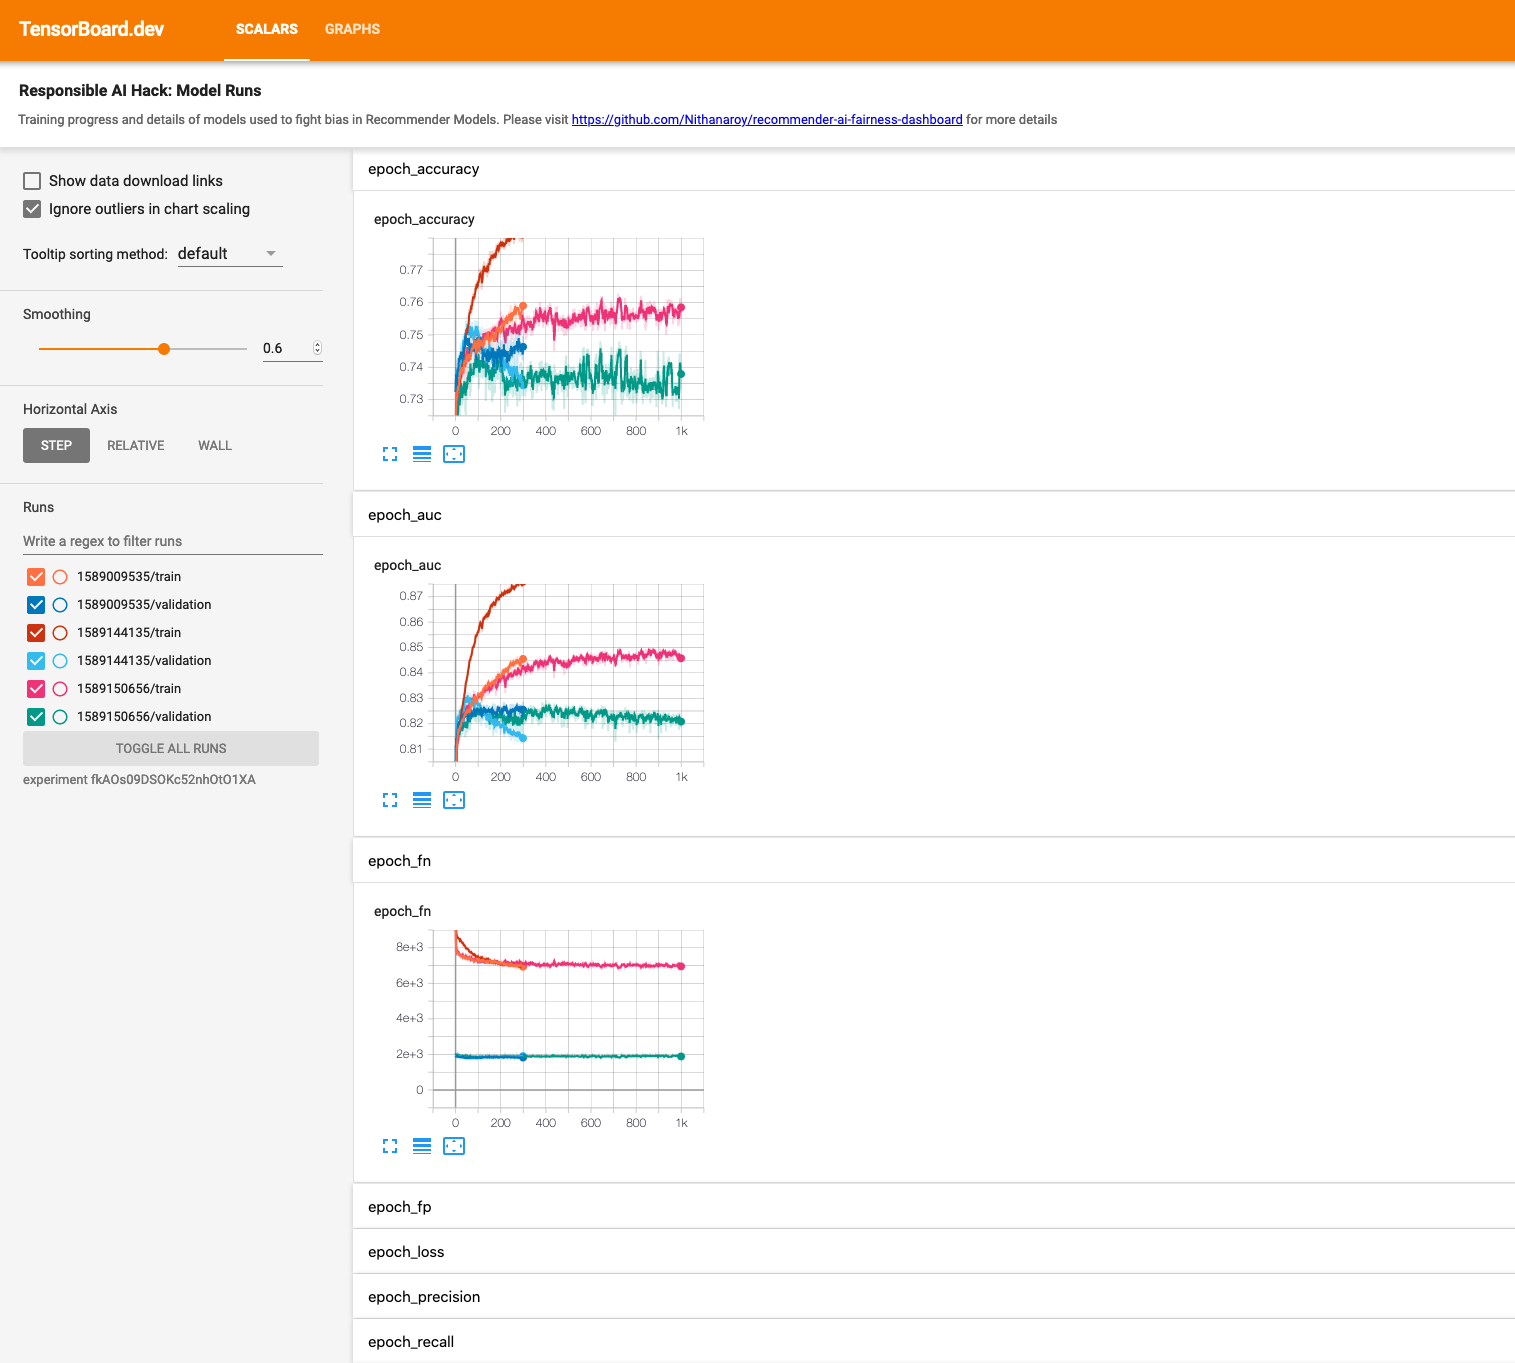 TensorBoard.dev SCALARS GRAPHS
Responsible AI Hack: Model Runs
Training progress and details of models used to fight bias in Recommender Models. Please visit https://github.com/Nithanaroy/recommender-ai-fairness-dashboard for more details
Show data download links
Ignore outliers in chart scaling
Tooltip sorting method: default
Smoothing
0.6
Horizontal Axis
STEP RELATIVE WALL
Runs
Write a regex to filter runs
1589009535/train
1589009535/validation
1589144135/train
1589144135/validation
1589150656/train
1589150656/validation
TOGGLE ALL RUNS
experiment fkAOs09DSOKc52nhOtO1XA
epoch_accuracy
epoch_accuracy
0.77
0.76
0.75
0.74
0.73
0 200 400 600 800 1k
epoch_auc
epoch_auc
0.87
0.86
0.85
0.84
0.83
0.82
0.81
0 200 400 600 800 1k
epoch_fn
epoch_fn
8e+3
6e+3
4e+3
2e+3
0
0 200 400 600 800 1k
epoch_fp
epoch_loss
epoch_precision
epoch_recall